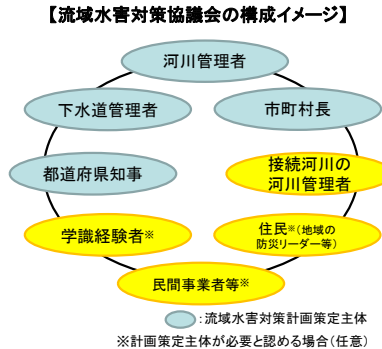 【流域水害対策協議会の構成イメージ】
河川管理者
下水道管理者
市町村長
都道府県知事
接続河川の
河川管理者
学識経験者※
住民※(地域の
防災リーダー等)
民間事業者等※
:流域水害対策計画策定主体
※計画策定主体が必要と認める場合(任意)